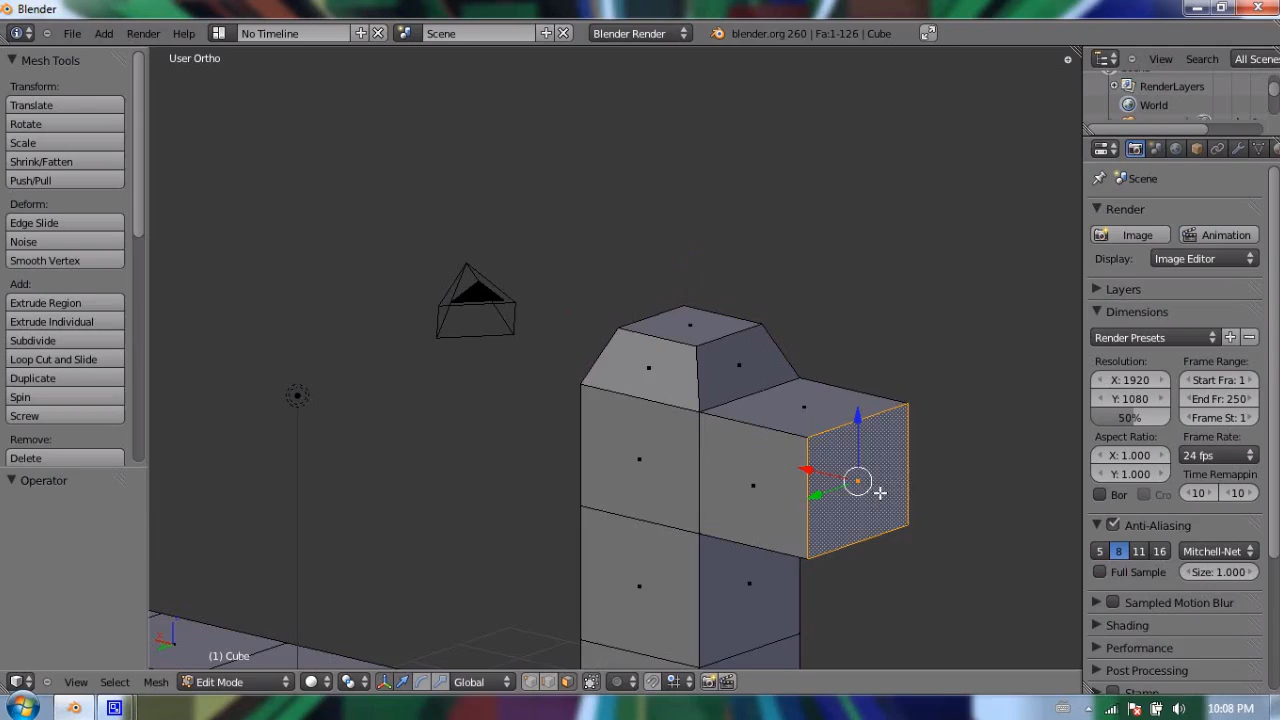 Blender
File Add Render Help No Timeline Scene Blender Render blender.org 260 | Fa:1-126 | Cube
Mesh Tools
Transform:
Translate
Rotate
Scale
Shrink/Fatten
Push/Pull
Deform:
Edge Slide
Noise
Smooth Vertex
Add:
Extrude Region
Extrude Individual
Subdivide
Loop Cut and Slide
Duplicate
Spin
Screw
Remove:
Delete
Operator
User Ortho
(1) Cube
View Select Mesh Edit Mode Global
View Search All Scene
RenderLayers
World
Scene
Render
Image Animation
Display: Image Editor
Layers
Dimensions
Render Presets
Resolution: Frame Range:
X: 1920 Start Fra: 1
Y: 1080 End Fr: 250
50% Frame St: 1
Aspect Ratio: Frame Rate:
X: 1.000 24 fps
Y: 1.000 Time Remappin
Bor Cro 10 10
Anti-Aliasing
5 8 11 16 Mitchell-Net
Full Sample Size: 1.000
Sampled Motion Blur
Shading
Performance
Post Processing
10:08 PM